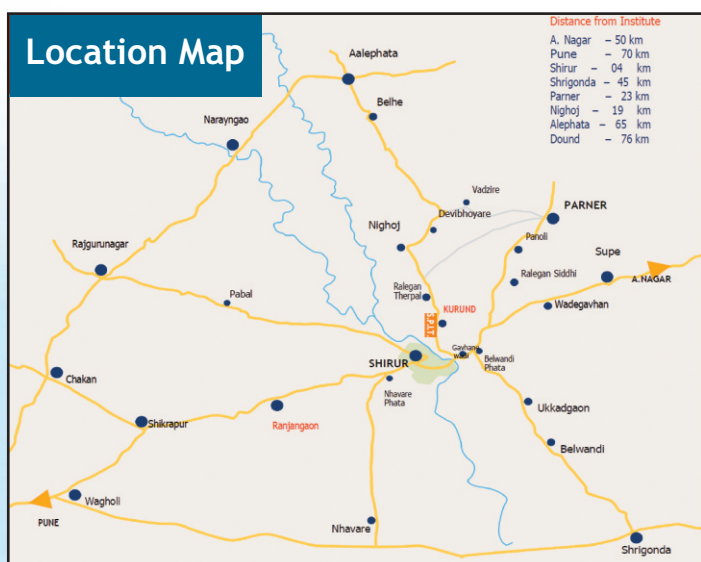 Location Map
Distance from Institute
A. Nagar – 50 km
Pune – 70 km
Shirur – 04 km
Shrigonda – 45 km
Parner – 23 km
Nighoj – 19 km
Alephata – 65 km
Dound – 76 km
Aalephata
Belhe
Narayngao
Vadzire
Devibhoyare
PARNER
Nighoj
Panoli
Rajgurunagar
Supe
A.NAGAR
Ralegan Siddhi
Ralegan
Therpal
Pabal
KURUND
Wadegavhan
S.P.I.T.
SHIRUR
Belwandi
Phata
Chakan
Nhavare
Phata
Ukkadgaon
Shikrapur
Ranjangaon
Belwandi
Wagholi
PUNE
Nhavare
Shrigonda